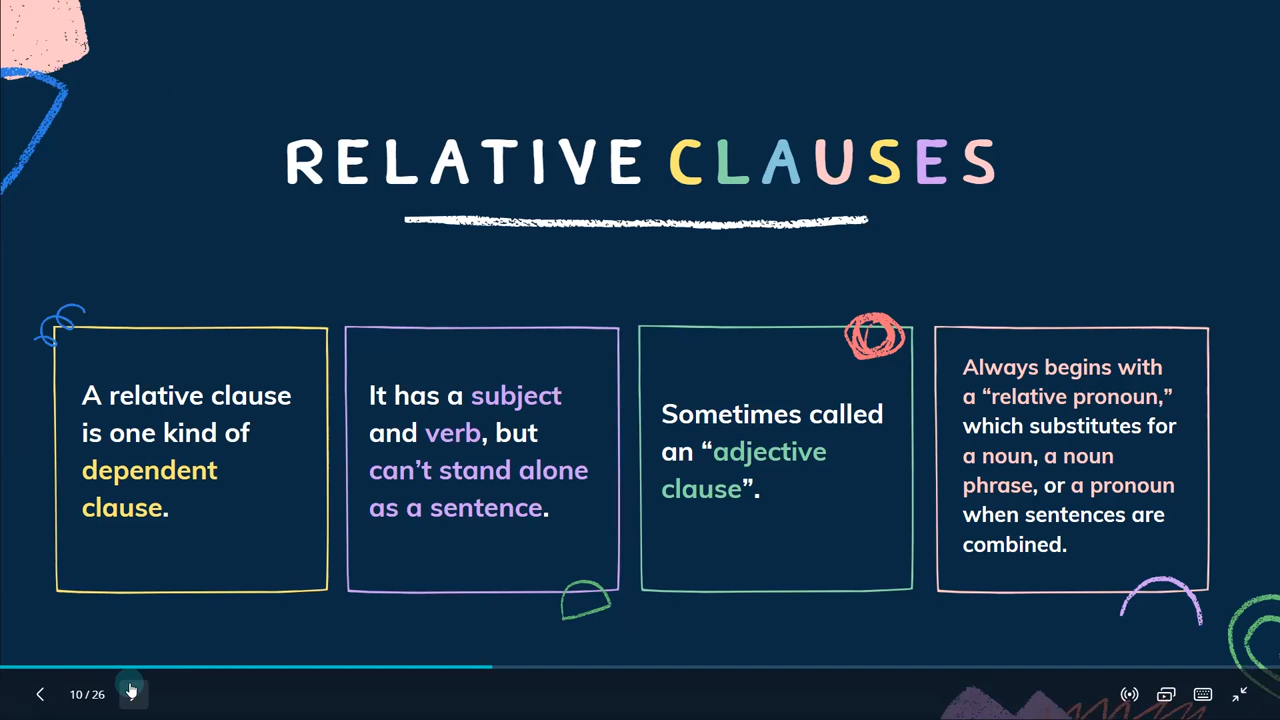 RELATIVE CLAUSES
A relative clause
is one kind of
dependent
clause.
It has a subject
and verb, but
can’t stand alone
as a sentence.
Sometimes called
an “adjective
clause”.
Always begins with
a “relative pronoun,”
which substitutes for
a noun, a noun
phrase, or a pronoun
when sentences are
combined.
10 / 26